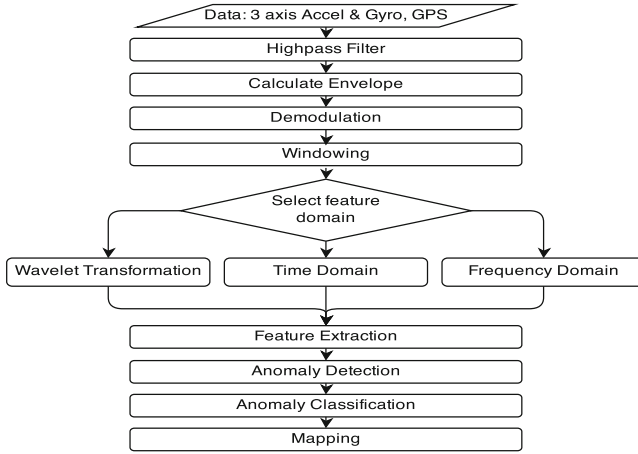 Data: 3 axis Accel & Gyro, GPS
Highpass Filter
Calculate Envelope
Demodulation
Windowing
Select feature
domain
Wavelet Transformation
Time Domain
Frequency Domain
Feature Extraction
Anomaly Detection
Anomaly Classification
Mapping